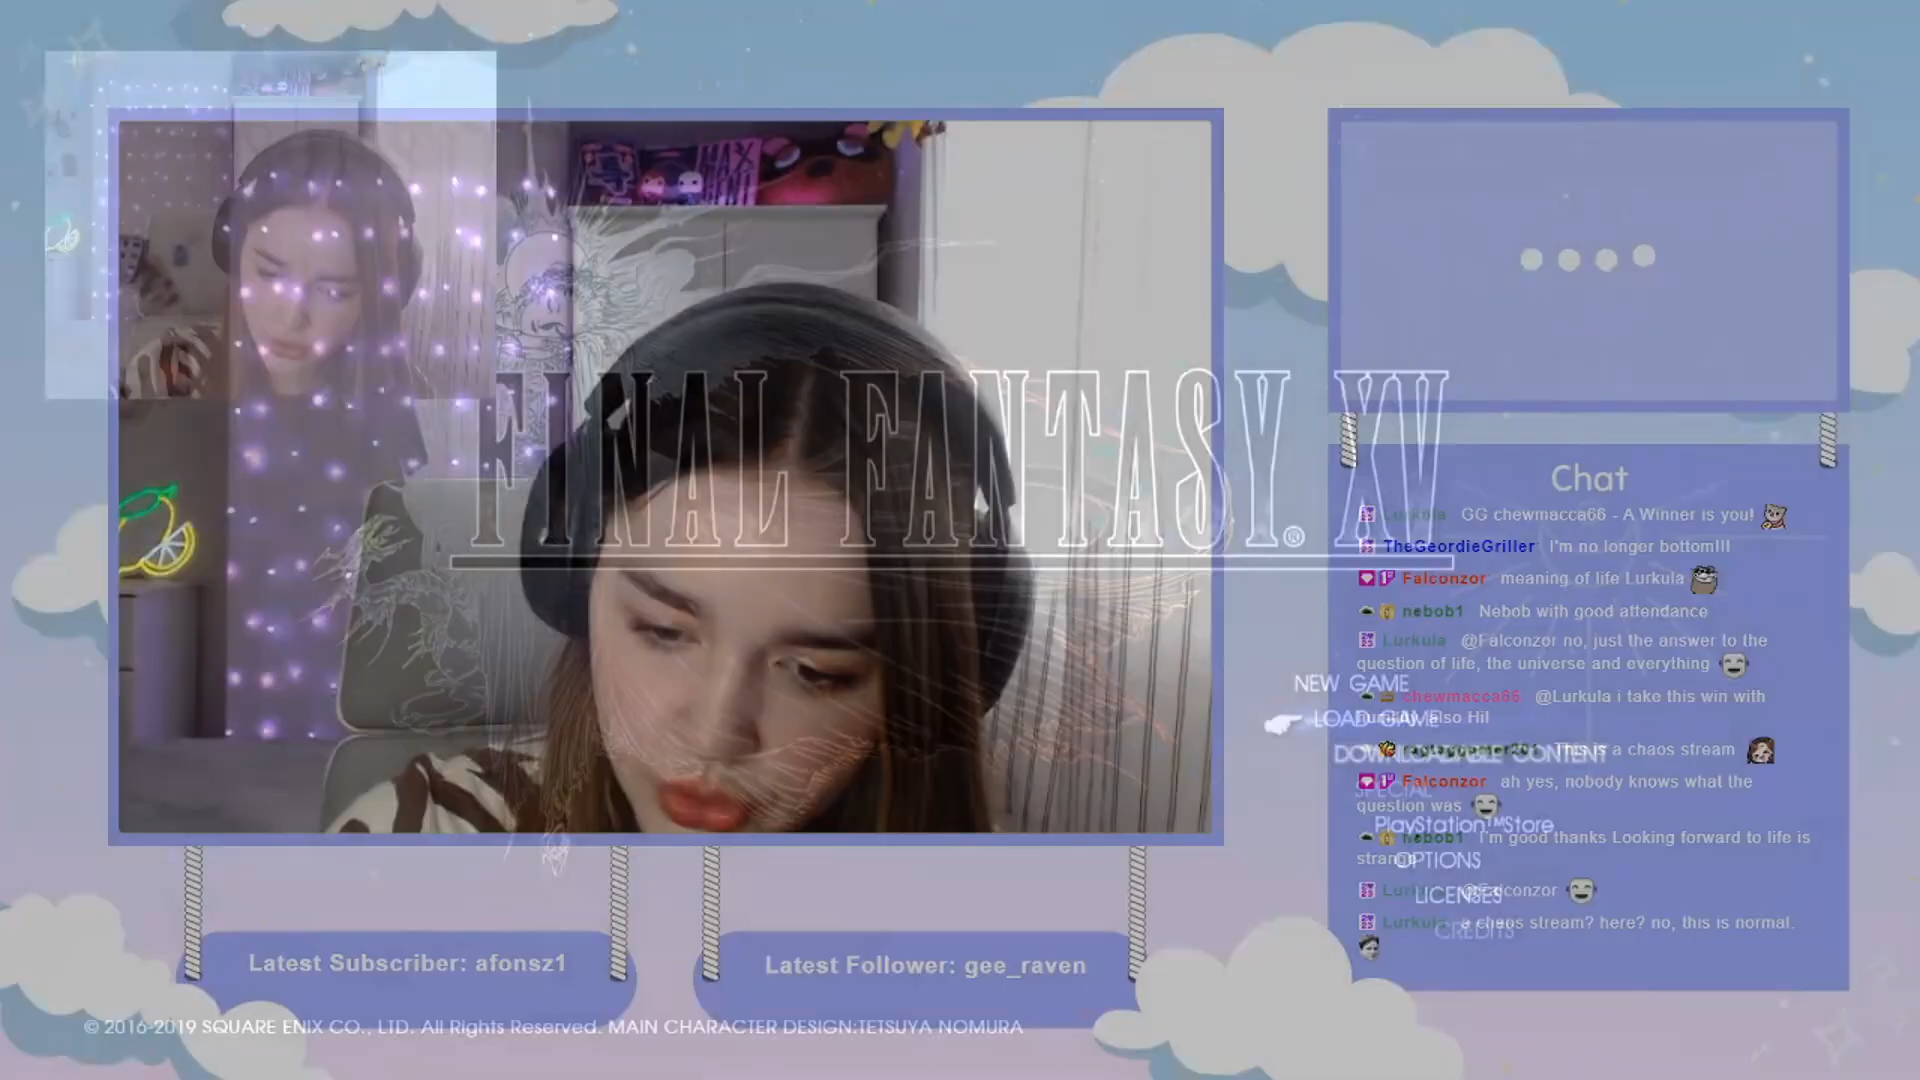 FINAL FANTASY XV
®
Chat
Lurkula GG chewmacca66 - A Winner is you!
TheGeordieGriller I'm no longer bottom!!!
Falconzor meaning of life Lurkula
nebob1 Nebob with good attendance
Lurkula @Falconzor no, just the answer to the
question of life, the universe and everything
chewmacca66 @Lurkula i take this win with
also Hi!
This is a chaos stream
Falconzor ah yes, nobody knows what the
question was
nebob1 I'm good thanks Looking forward to life is
Lurkula @Falconzor
Lurkula a chaos stream? here? no, this is normal.
NEW GAME
LOAD GAME
DOWNLOADABLE CONTENT
SPECIAL
PlayStation™Store
OPTIONS
LICENSES
CREDITS
Latest Subscriber: afonsz1
Latest Follower: gee_raven
© 2016-2019 SQUARE ENIX CO., LTD. All Rights Reserved. MAIN CHARACTER DESIGN:TETSUYA NOMURA